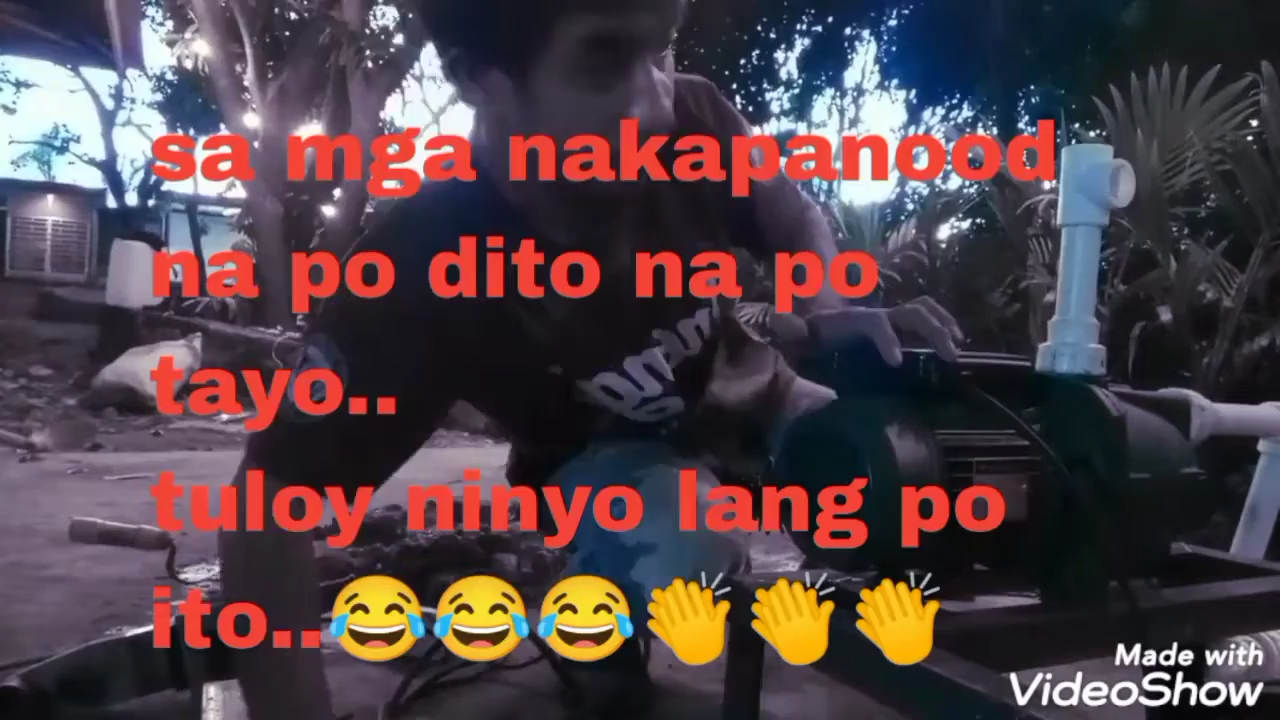 sa mga nakapanood
na po dito na po
tayo..
tuloy ninyo lang po
ito..😂😂😂👏👏👏
Made with
VideoShow